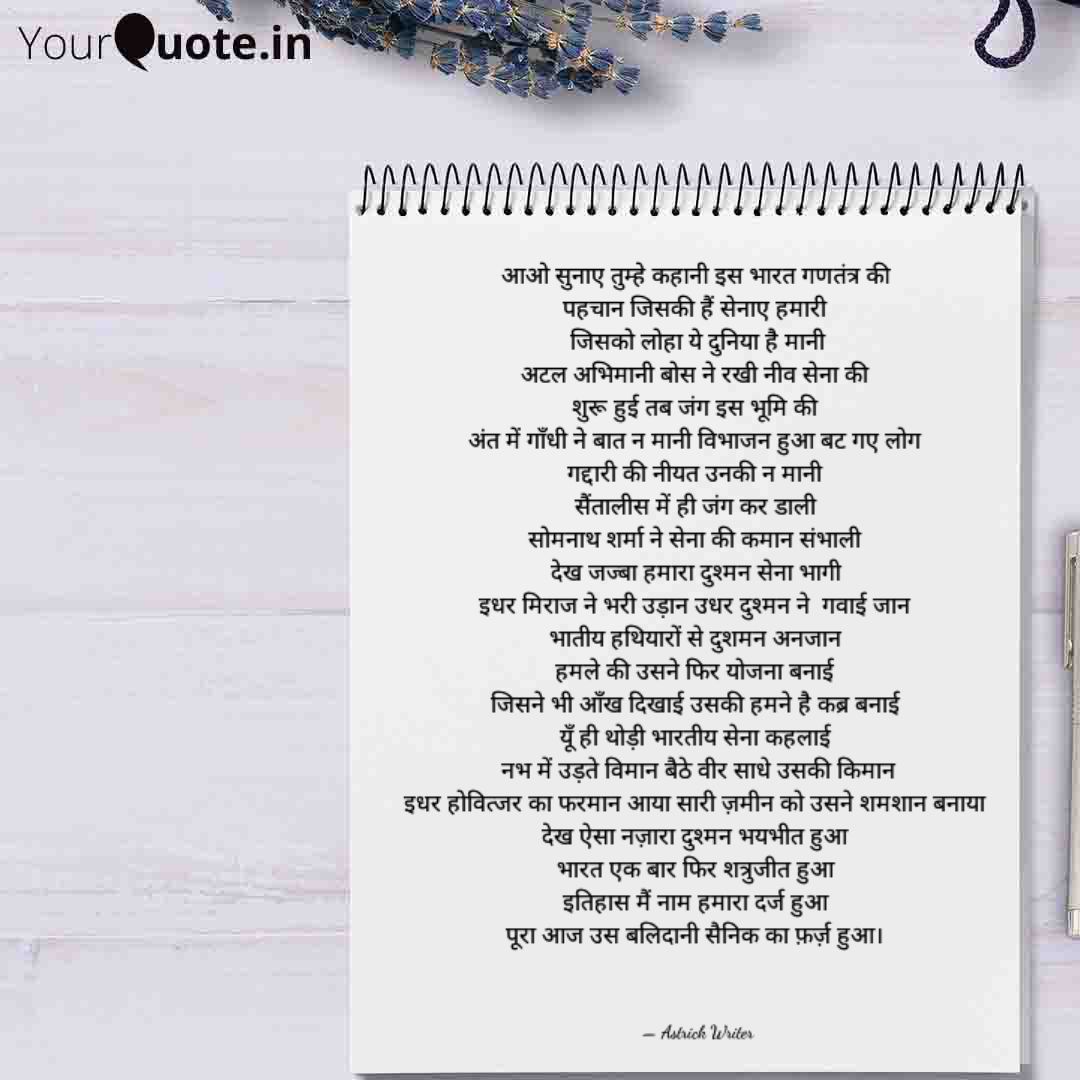 YourQuote.in
आओ सुनाए तुम्हे कहानी इस भारत गणतंत्र की
पहचान जिसकी हैं सेनाए हमारी
जिसको लोहा ये दुनिया है मानी
अटल अभिमानी बोस ने रखी नीव सेना की
शुरू हुई तब जंग इस भूमि की
अंत में गाँधी ने बात न मानी विभाजन हुआ बट गए लोग
गद्दारी की नीयत उनकी न मानी
सैंतालीस में ही जंग कर डाली
सोमनाथ शर्मा ने सेना की कमान संभाली
देख जज्बा हमारा दुश्मन सेना भागी
इधर मिराज ने भरी उड़ान उधर दुश्मन ने गवाई जान
भातीय हथियारों से दुशमन अनजान
हमले की उसने फिर योजना बनाई
जिसने भी आँख दिखाई उसकी हमने है कब्र बनाई
यूँ ही थोड़ी भारतीय सेना कहलाई
नभ में उड़ते विमान बैठे वीर साधे उसकी किमान
इधर होवित्जर का फरमान आया सारी ज़मीन को उसने शमशान बनाया
देख ऐसा नज़ारा दुश्मन भयभीत हुआ
भारत एक बार फिर शत्रुजीत हुआ
इतिहास मैं नाम हमारा दर्ज हुआ
पूरा आज उस बलिदानी सैनिक का फ़र्ज़ हुआ।
— Astrick Writer